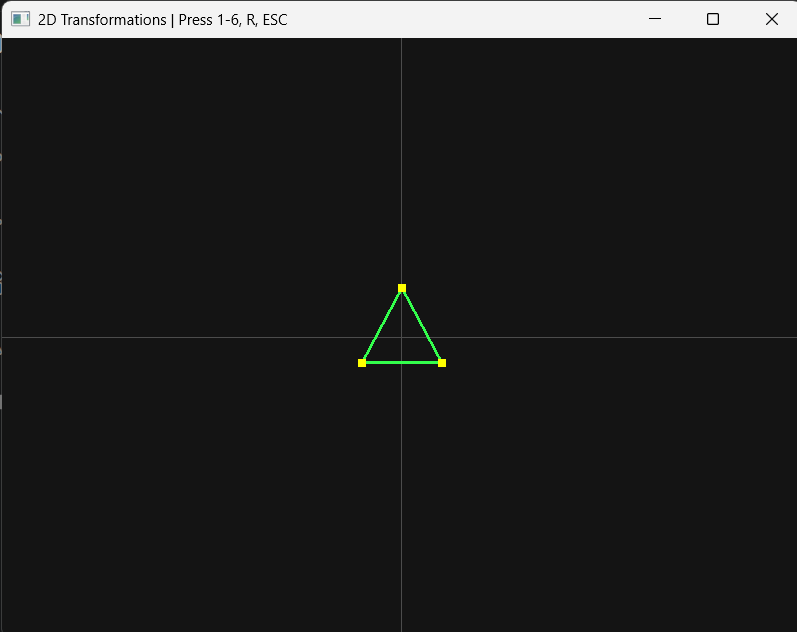 2D Transformations | Press 1-6, R, ESC